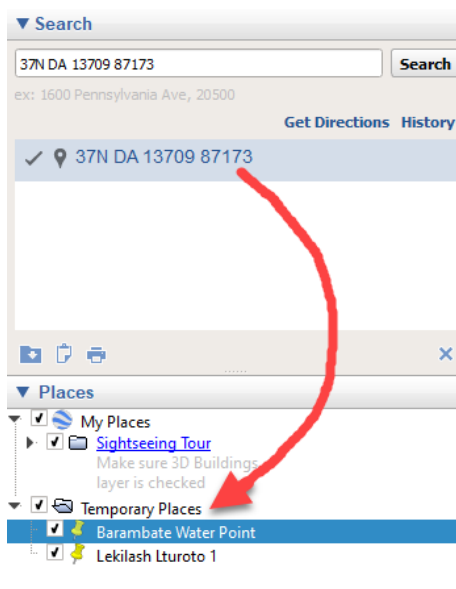 Search
37N DA 13709 87173 Search
ex: 1600 Pennsylvania Ave, 20500
Get Directions History
37N DA 13709 87173
Places
My Places
Sightseeing Tour
Make sure 3D Buildings
layer is checked
Temporary Places
Barambate Water Point
Lekilash Lturoto 1